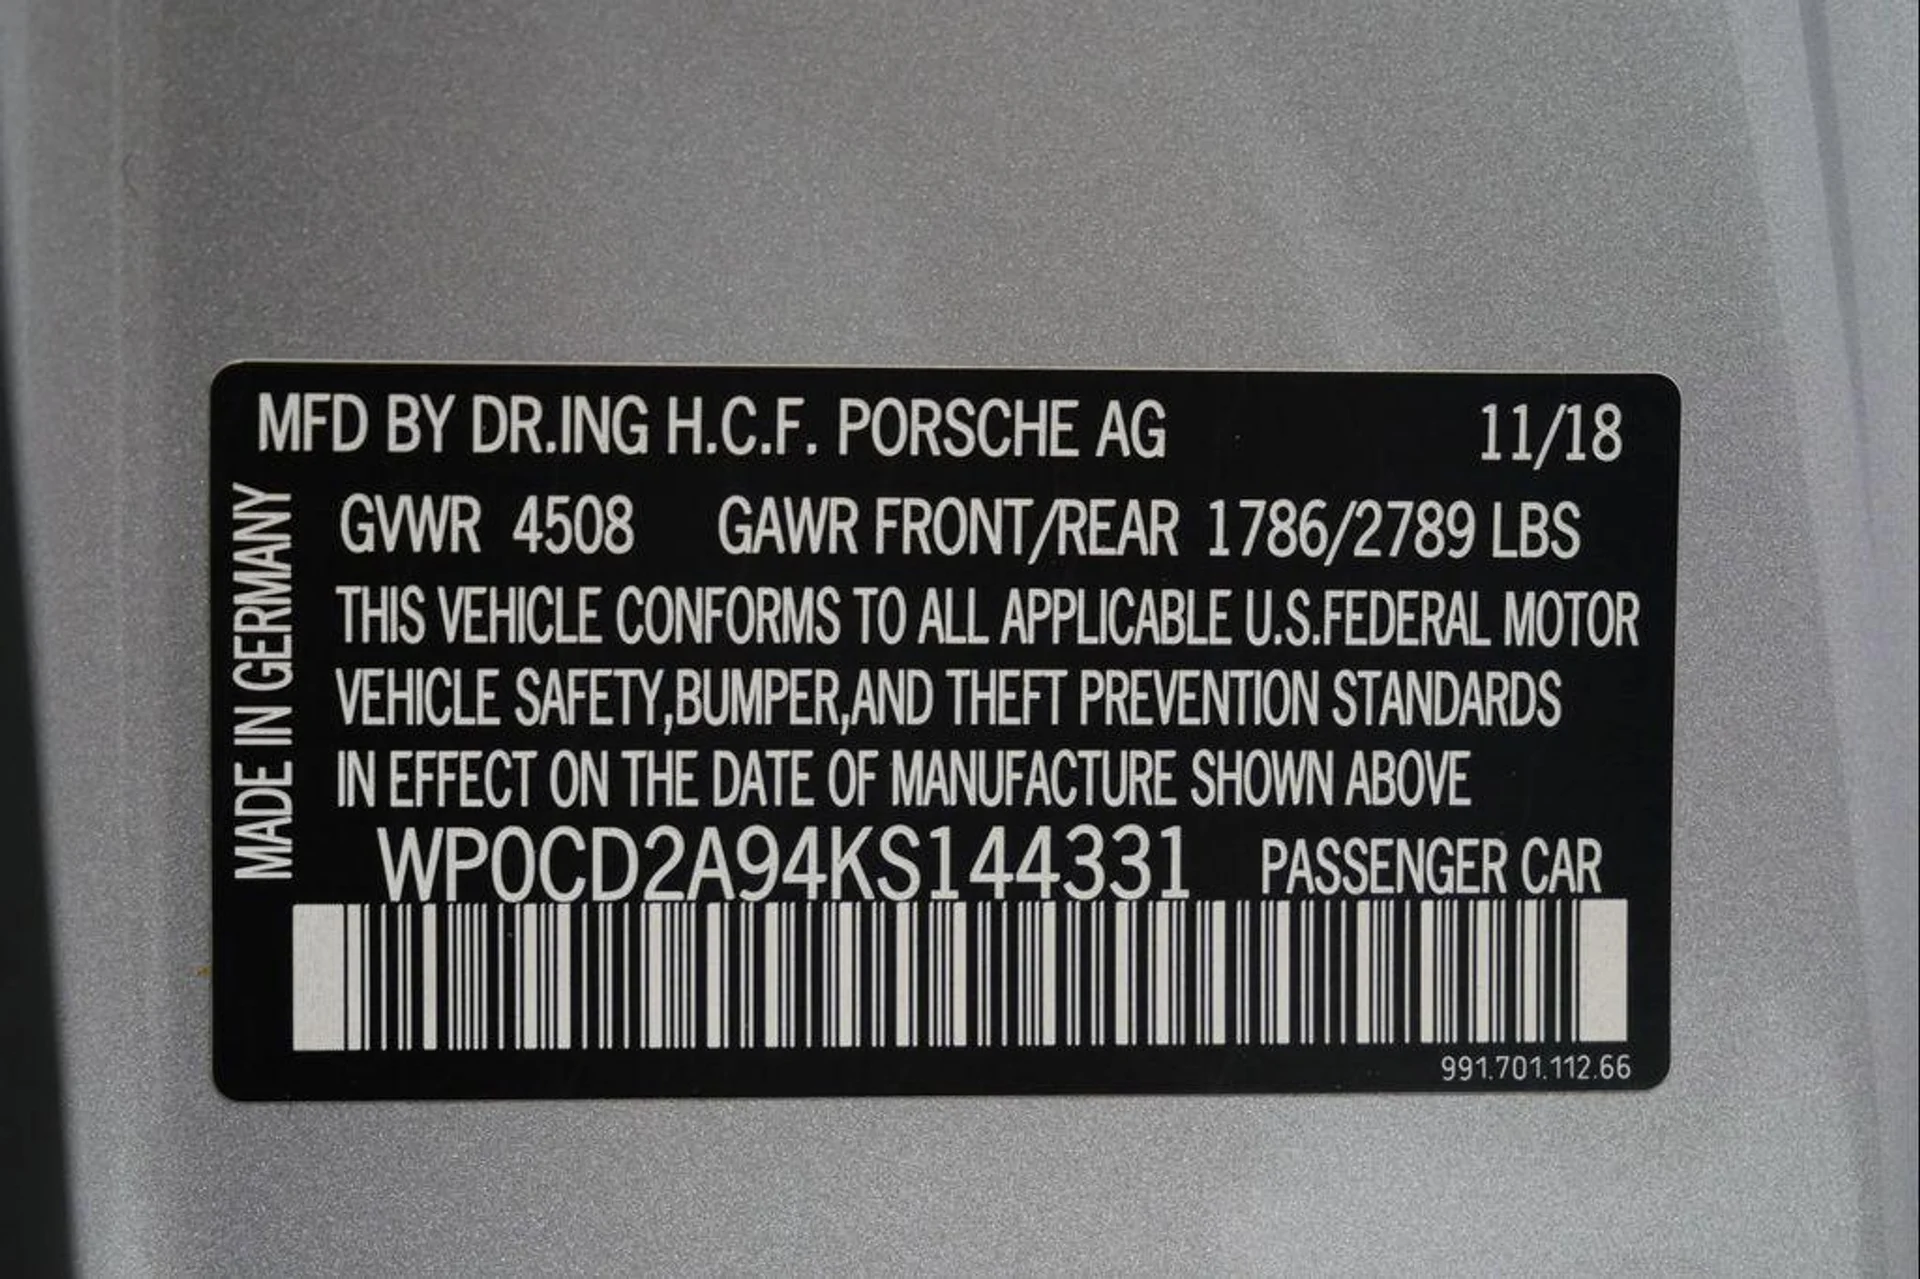 MFD BY DR.ING H.C.F. PORSCHE AG 11/18
MADE IN GERMANY
GVWR 4508 GAWR FRONT/REAR 1786/2789 LBS
THIS VEHICLE CONFORMS TO ALL APPLICABLE U.S.FEDERAL MOTOR
VEHICLE SAFETY,BUMPER,AND THEFT PREVENTION STANDARDS
IN EFFECT ON THE DATE OF MANUFACTURE SHOWN ABOVE
WP0CD2A94KS144331 PASSENGER CAR
991.701.112.66